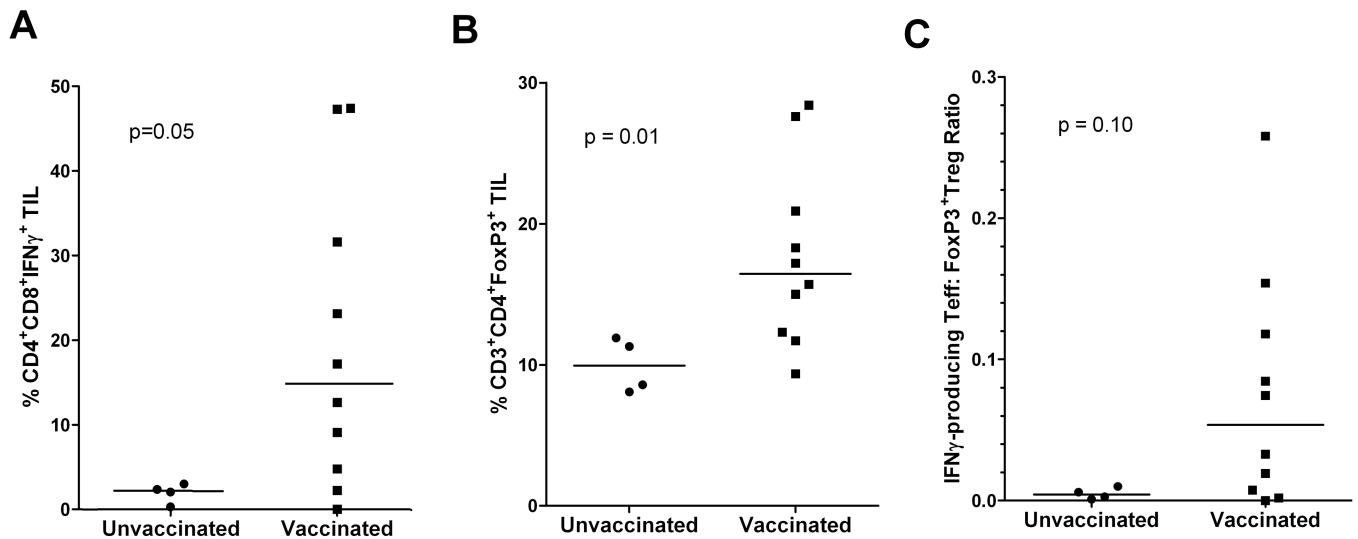 A
% CD4⁺CD8⁺IFNγ⁺ TIL
50
40
30
20
10
0
p=0.05
Unvaccinated
Vaccinated
B
% CD3⁺CD4⁺FoxP3⁺ TIL
30
20
10
0
p = 0.01
Unvaccinated
Vaccinated
C
IFNγ-producing Teff: FoxP3⁺Treg Ratio
0.3
0.2
0.1
0.0
p = 0.10
Unvaccinated
Vaccinated